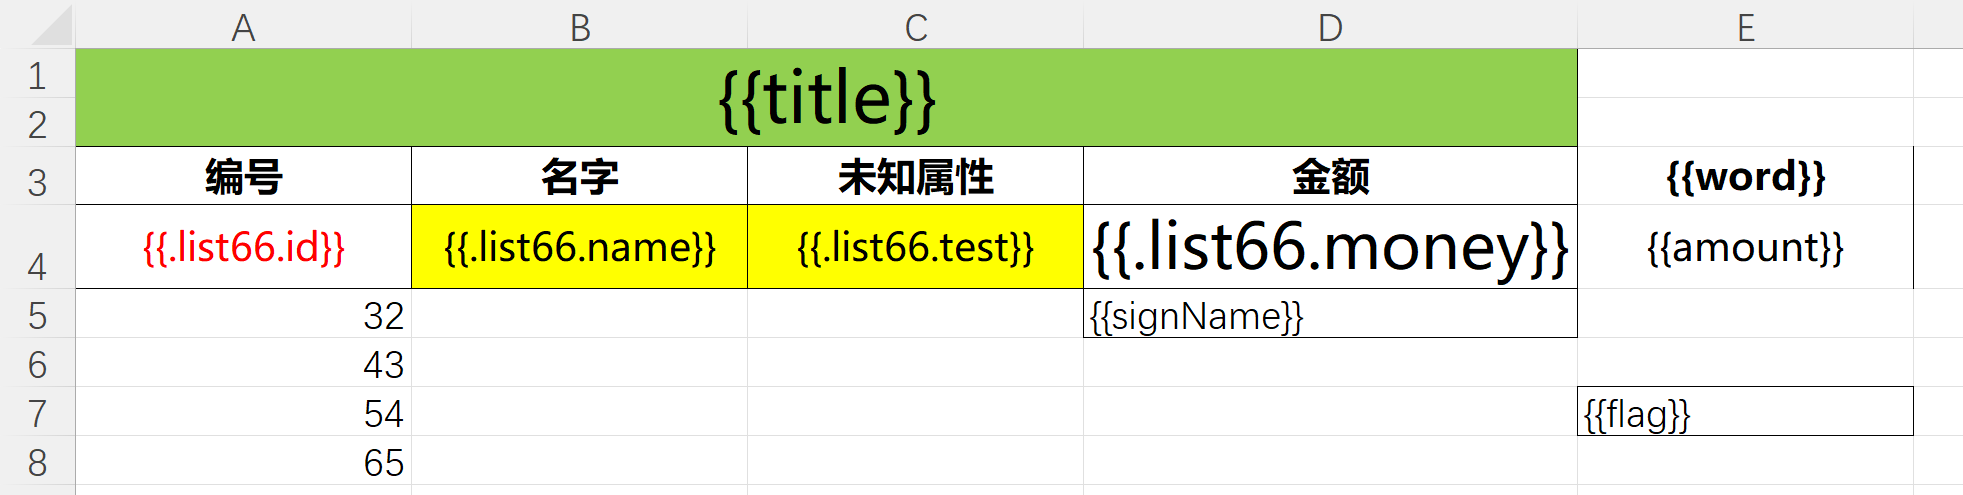 A B C D E
1 {{title}}
2
3 编号 名字 未知属性 金额 {{word}}
4 {{.list66.id}} {{.list66.name}} {{.list66.test}} {{.list66.money}} {{amount}}
5 32 {{signName}}
6 43
7 54 {{flag}}
8 65